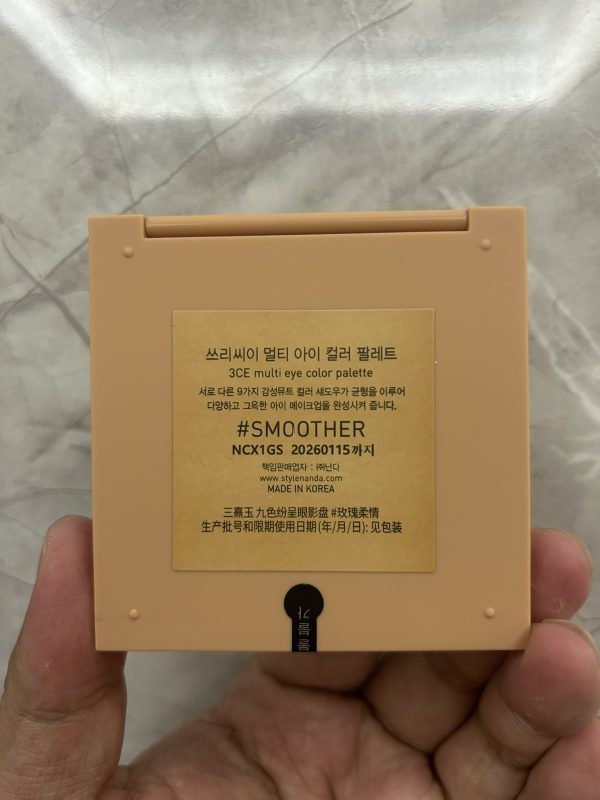 쓰리씨이 멀티 아이 컬러 팔레트
3CE multi eye color palette
서로 다른 9가지 감성뮤트 컬러 섀도우가 균형을 이루어
다양하고 그윽한 아이 메이크업을 완성시켜 줍니다.
#SMOOTHER
NCX1GS 20260115까지
책임판매업자 : ㈜난다
www.stylenanda.com
MADE IN KOREA
三熹玉 九色纷呈眼影盘 #玫瑰柔情
生产批号和限期使用日期(年/月/日): 见包装